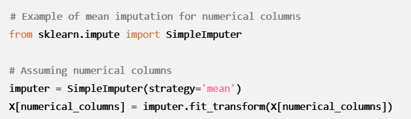 # Example of mean imputation for numerical columns
from sklearn.impute import SimpleImputer
# Assuming numerical columns
imputer = SimpleImputer(strategy='mean')
X[numerical_columns] = imputer.fit_transform(X[numerical_columns])